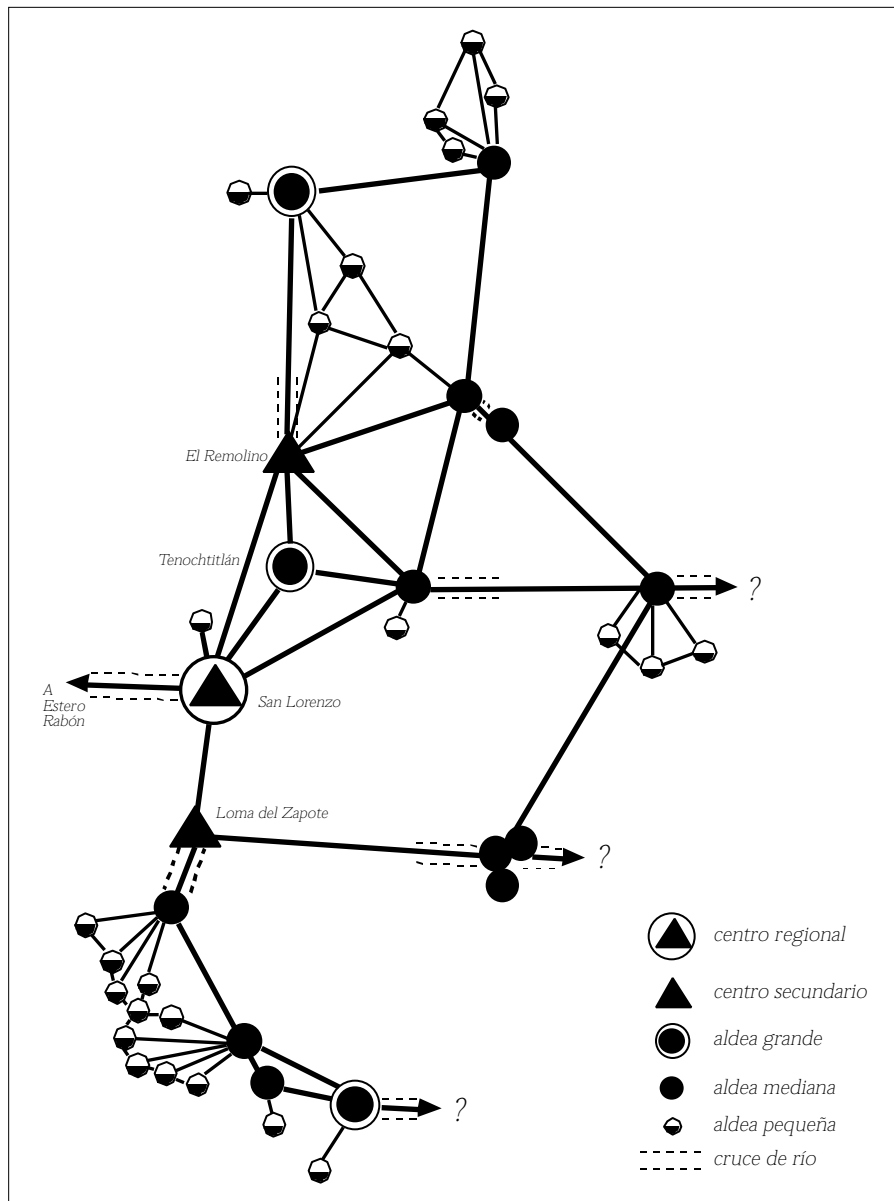 El Remolino
Tenochtitlán
?
A
Estero
Rabón
San Lorenzo
Loma del Zapote
?
centro regional
centro secundario
aldea grande
aldea mediana
?
aldea pequeña
cruce de río